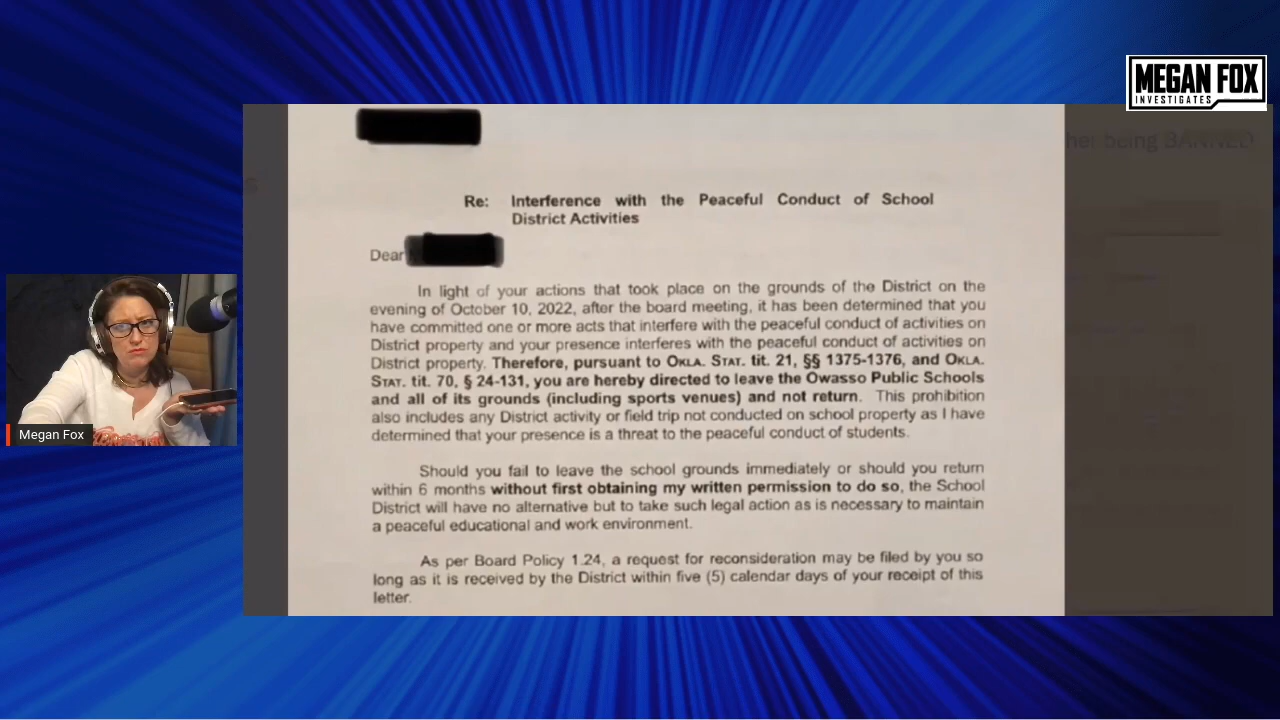 MEGAN FOX
INVESTIGATES
her being BANNED
Re: Interference with the Peaceful Conduct of School
District Activities
Dear
In light of your actions that took place on the grounds of the District on the
evening of October 10, 2022, after the board meeting, it has been determined that you
have committed one or more acts that interfere with the peaceful conduct of activities on
District property and your presence interferes with the peaceful conduct of activities on
District property. Therefore, pursuant to OKLA. STAT. tit. 21, §§ 1375-1376, and OKLA.
STAT. tit. 70, § 24-131, you are hereby directed to leave the Owasso Public Schools
and all of its grounds (including sports venues) and not return. This prohibition
also includes any District activity or field trip not conducted on school property as I have
determined that your presence is a threat to the peaceful conduct of students.
Should you fail to leave the school grounds immediately or should you return
within 6 months without first obtaining my written permission to do so, the School
District will have no alternative but to take such legal action as is necessary to maintain
a peaceful educational and work environment.
As per Board Policy 1.24, a request for reconsideration may be filed by you so
long as it is received by the District within five (5) calendar days of your receipt of this
letter.
Megan Fox